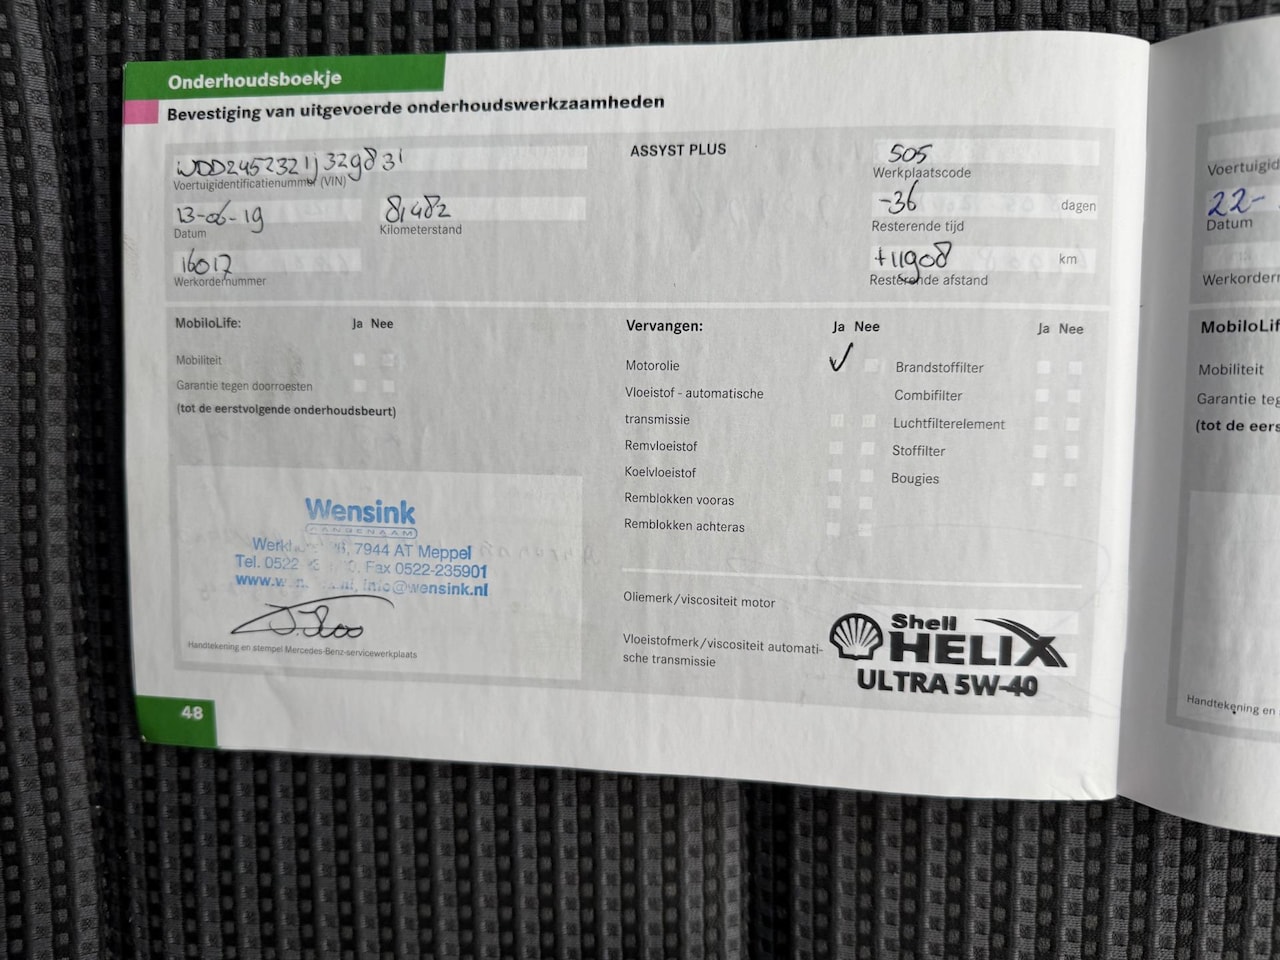 Onderhoudsboekje
Bevestiging van uitgevoerde onderhoudswerkzaamheden
WDD2452321J329831
Voertuigidentificatienummer (VIN)
13-06-19
Datum
81482
Kilometerstand
16017
Werkordernummer
ASSYST PLUS
505
Werkplaatscode
-36 dagen
Resterende tijd
+11908 km
Resterende afstand
MobiloLife: Ja Nee
Mobiliteit
Garantie tegen doorroesten
(tot de eerstvolgende onderhoudsbeurt)
Wensink
AANGENAAM
7944 AT Meppel
Tel. 0522 Fax 0522-235901
info@wensink.nl
Handtekening en stempel Mercedes-Benz-servicewerkplaats
Vervangen: Ja Nee
Motorolie ✓
Vloeistof - automatische
transmissie
Remvloeistof
Koelvloeistof
Remblokken vooras
Remblokken achteras
Ja Nee
Brandstoffilter
Combifilter
Luchtfilterelement
Stoffilter
Bougies
Oliemerk/viscositeit motor
Vloeistofmerk/viscositeit automati-
sche transmissie
Shell
HELIX
ULTRA 5W-40
48
Voertuigid
22-
Datum
Werkorder
MobiloLif
Mobiliteit
Garantie teg
(tot de eers
Handtekening en